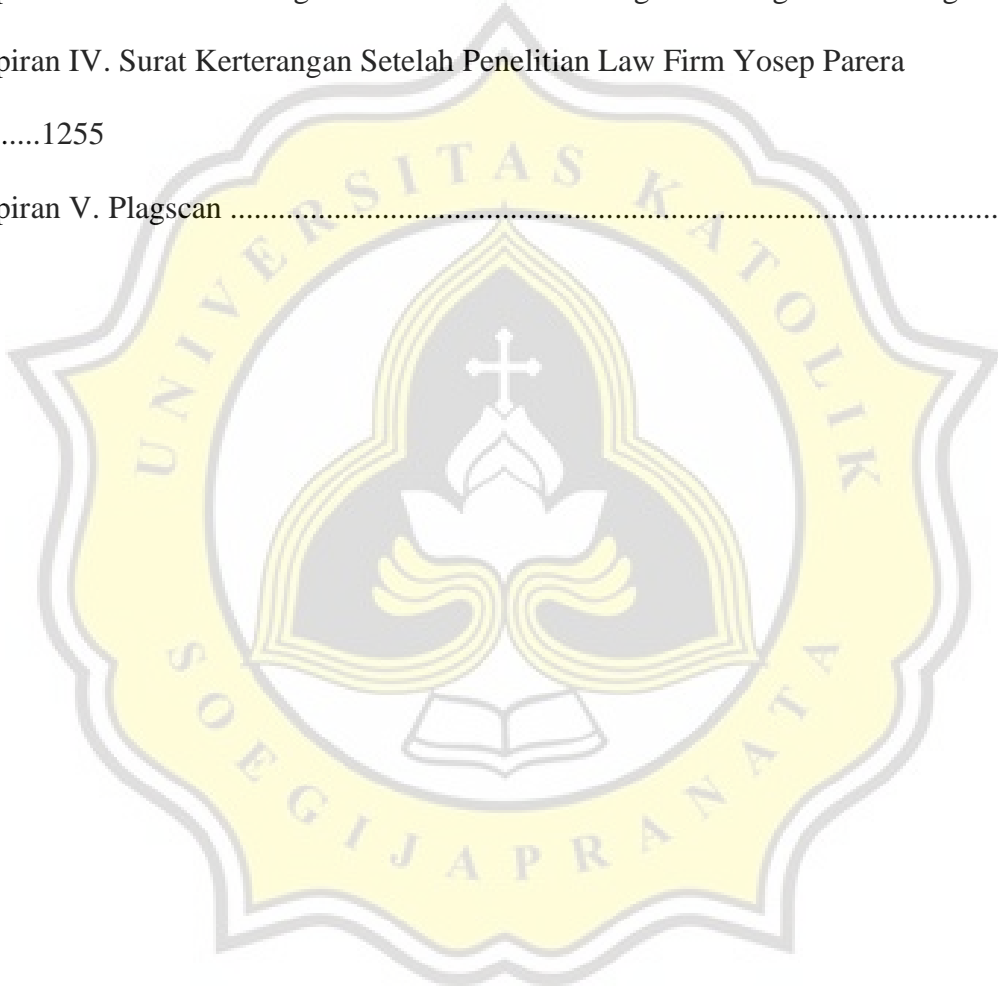 piran IV. Surat Kerterangan Setelah Penelitian Law Firm Yosep Parera
......1255
piran V. Plagscan ................................................................................................
UNIVERSITAS KATOLIK
SOEGIJAPRANATA